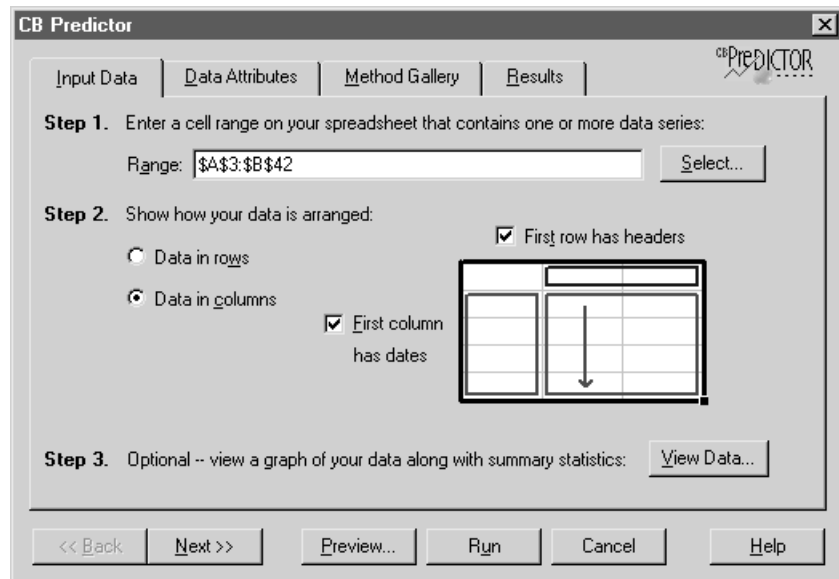 CB Predictor
CB PREDICTOR
Input Data Data Attributes Method Gallery Results
Step 1. Enter a cell range on your spreadsheet that contains one or more data series:
Range: $A$3:$B$42 Select...
Step 2. Show how your data is arranged:
First row has headers
Data in rows
Data in columns
First column
has dates
Step 3. Optional -- view a graph of your data along with summary statistics: View Data...
<< Back Next >> Preview... Run Cancel Help